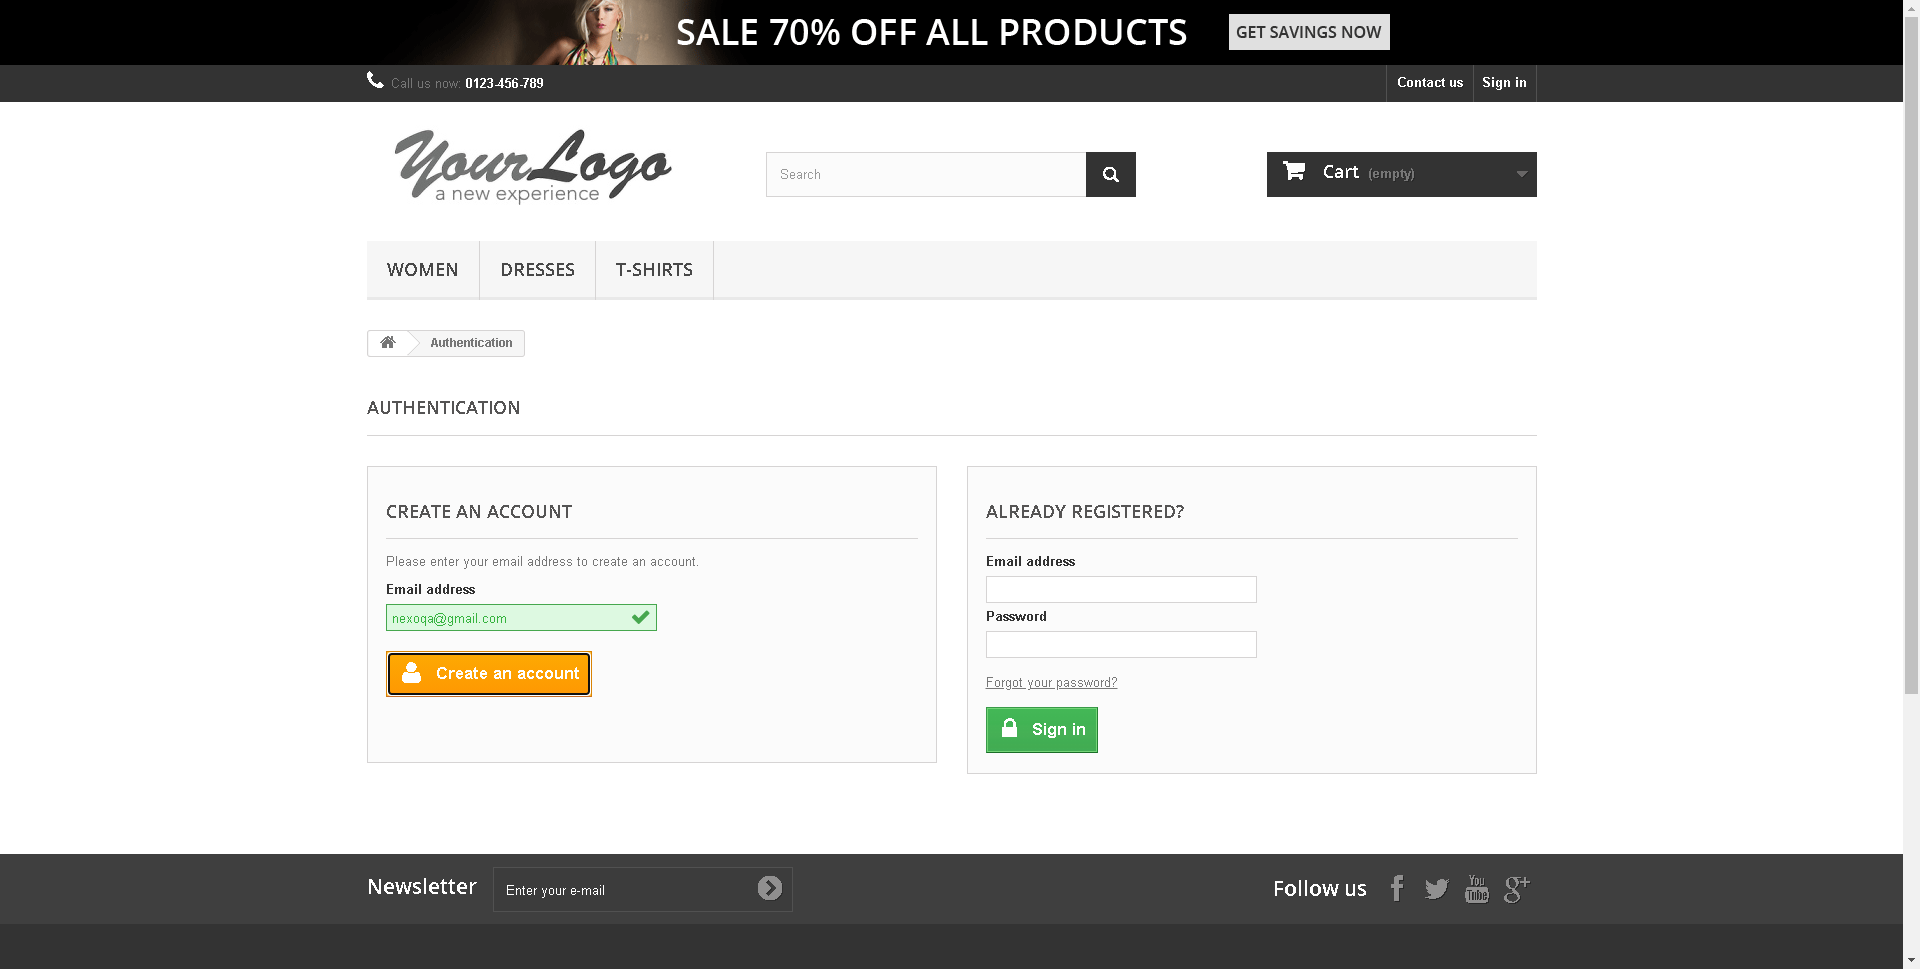 SALE 70% OFF ALL PRODUCTS GET SAVINGS NOW
Call us now: 0123-456-789 Contact us Sign in
YourLogo
a new experience
Search
Cart (empty)
WOMEN DRESSES T-SHIRTS
Authentication
AUTHENTICATION
CREATE AN ACCOUNT
Please enter your email address to create an account.
Email address
nexoqa@gmail.com
Create an account
ALREADY REGISTERED?
Email address
Password
Forgot your password?
Sign in
Newsletter Enter your e-mail
Follow us
You
Tube
g+